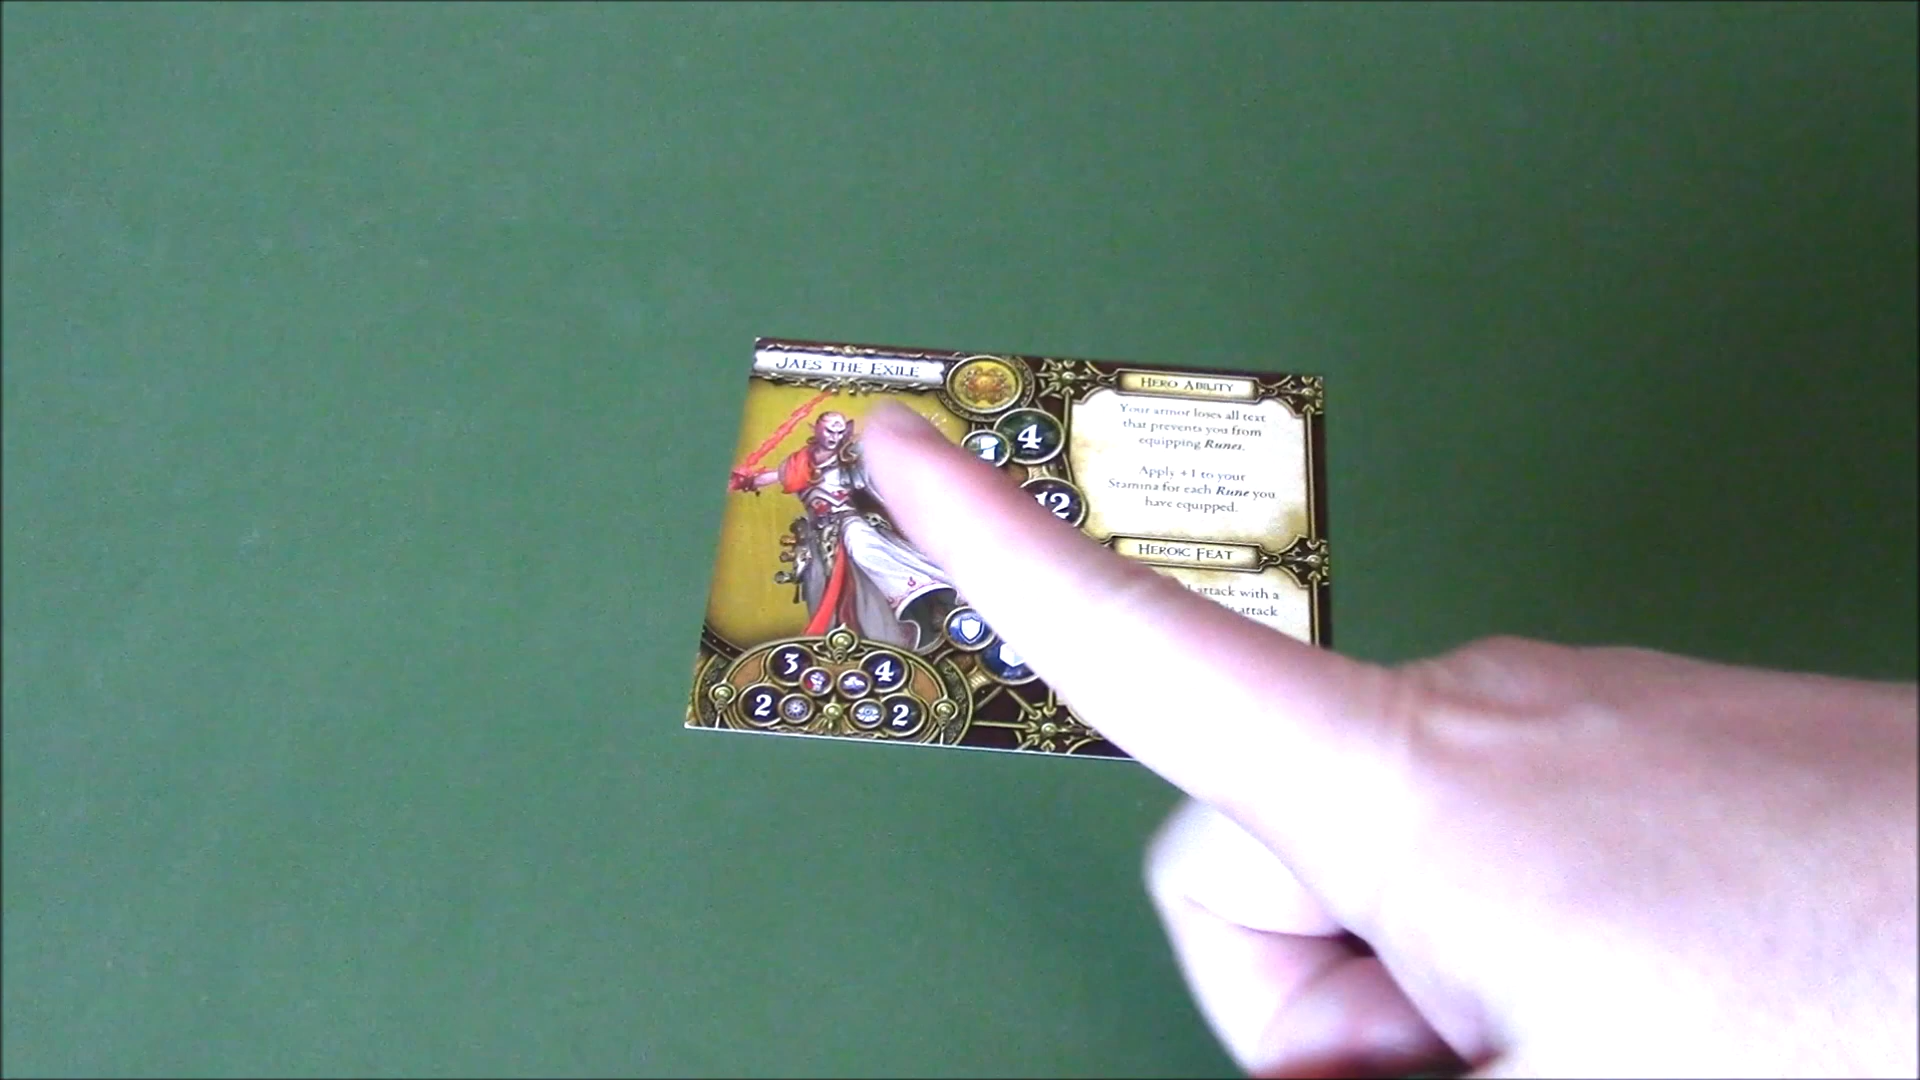 JAES THE EXILE
4
12
3
4
2
2
HERO ABILITY
Your armor loses all text
that prevents you from
equipping Runes.
Apply +1 to your
Stamina for each Rune you
have equipped.
HEROIC FEAT
attack with a
attack